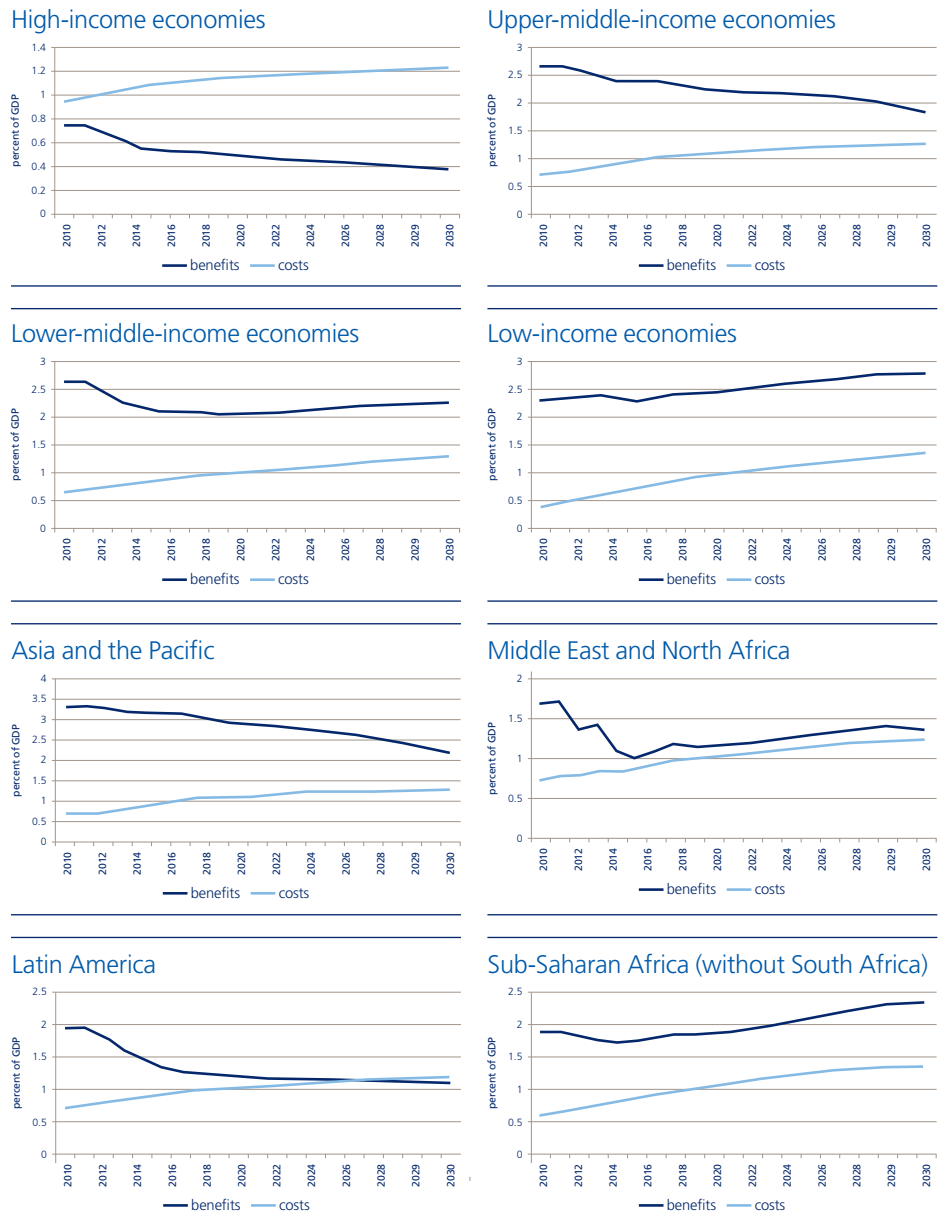 High-income economies
percent of GDP
1.4
1.2
1
0.8
0.6
0.4
0.2
0
2010 2012 2014 2016 2018 2020 2022 2024 2026 2028 2029 2030
benefits costs
Upper-middle-income economies
percent of GDP
3
2.5
2
1.5
1
0.5
0
2010 2012 2014 2016 2018 2020 2022 2024 2026 2028 2029 2030
benefits costs
Lower-middle-income economies
percent of GDP
3
2.5
2
1.5
1
0.5
0
2010 2012 2014 2016 2018 2020 2022 2024 2026 2028 2029 2030
benefits costs
Low-income economies
percent of GDP
3
2.5
2
1.5
1
0.5
0
2010 2012 2014 2016 2018 2020 2022 2024 2026 2028 2029 2030
benefits costs
Asia and the Pacific
percent of GDP
4
3.5
3
2.5
2
1.5
1
0.5
0
2010 2012 2014 2016 2018 2020 2022 2024 2026 2028 2029 2030
benefits costs
Middle East and North Africa
percent of GDP
2
1.5
1
0.5
0
2010 2012 2014 2016 2018 2020 2022 2024 2026 2028 2029 2030
benefits costs
Latin America
percent of GDP
2.5
2
1.5
1
0.5
0
2010 2012 2014 2016 2018 2020 2022 2024 2026 2028 2029 2030
benefits costs
Sub-Saharan Africa (without South Africa)
percent of GDP
2.5
2
1.5
1
0.5
0
2010 2012 2014 2016 2018 2020 2022 2024 2026 2028 2029 2030
benefits costs